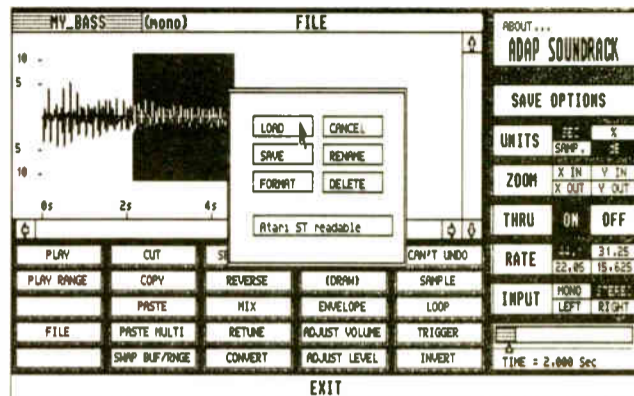 MY_BASS (mono) FILE
10
5
5
10
0s 2s 4s
LOAD CANCEL
SAVE RENAME
FORMAT DELETE
Atari ST readable
ABOUT...
ADAP SOUNDRACK
SAVE OPTIONS
UNITS SEC %
SAMP.
ZOOM X IN Y IN
X OUT Y OUT
THRU ON OFF
RATE 31.25
22.05 15.625
INPUT MONO STEREO
LEFT RIGHT
TIME = 2.000 Sec
PLAY CUT CAN'T UNDO
PLAY RANGE COPY REVERSE (DRAW) SAMPLE
PASTE MIX ENVELOPE LOOP
FILE PASTE MULTI RETUNE ADJUST VOLUME TRIGGER
SWAP BUF/RNGE CONVERT ADJUST LEVEL INVERT
EXIT